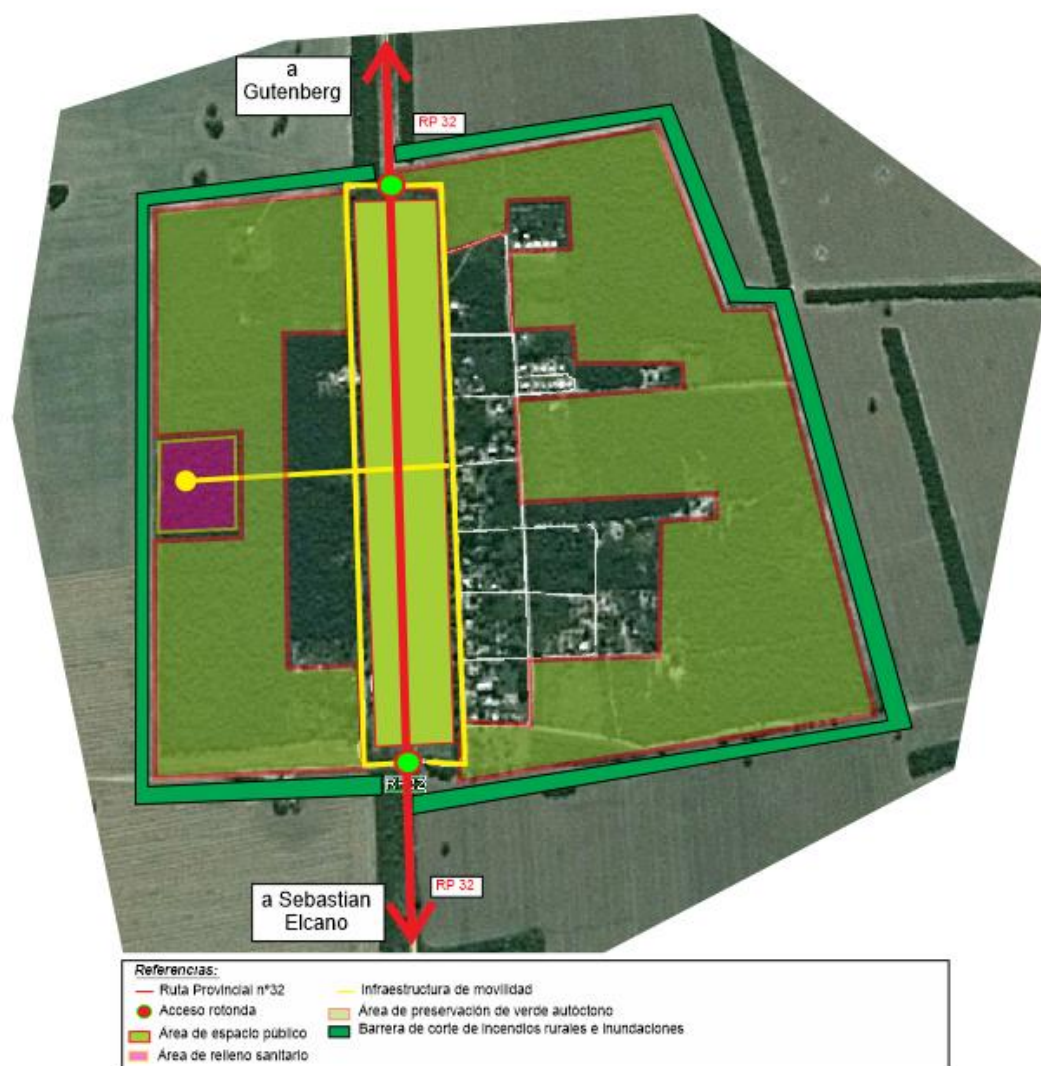 a
Gutenberg
RP 32
RP 32
a Sebastian
Elcano
RP 32
Referencias:
Ruta Provincial n°32
Infraestructura de movilidad
Acceso rotonda
Área de preservación de verde autóctono
Área de espacio público
Barrera de corte de incendios rurales e inundaciones
Área de relleno sanitario